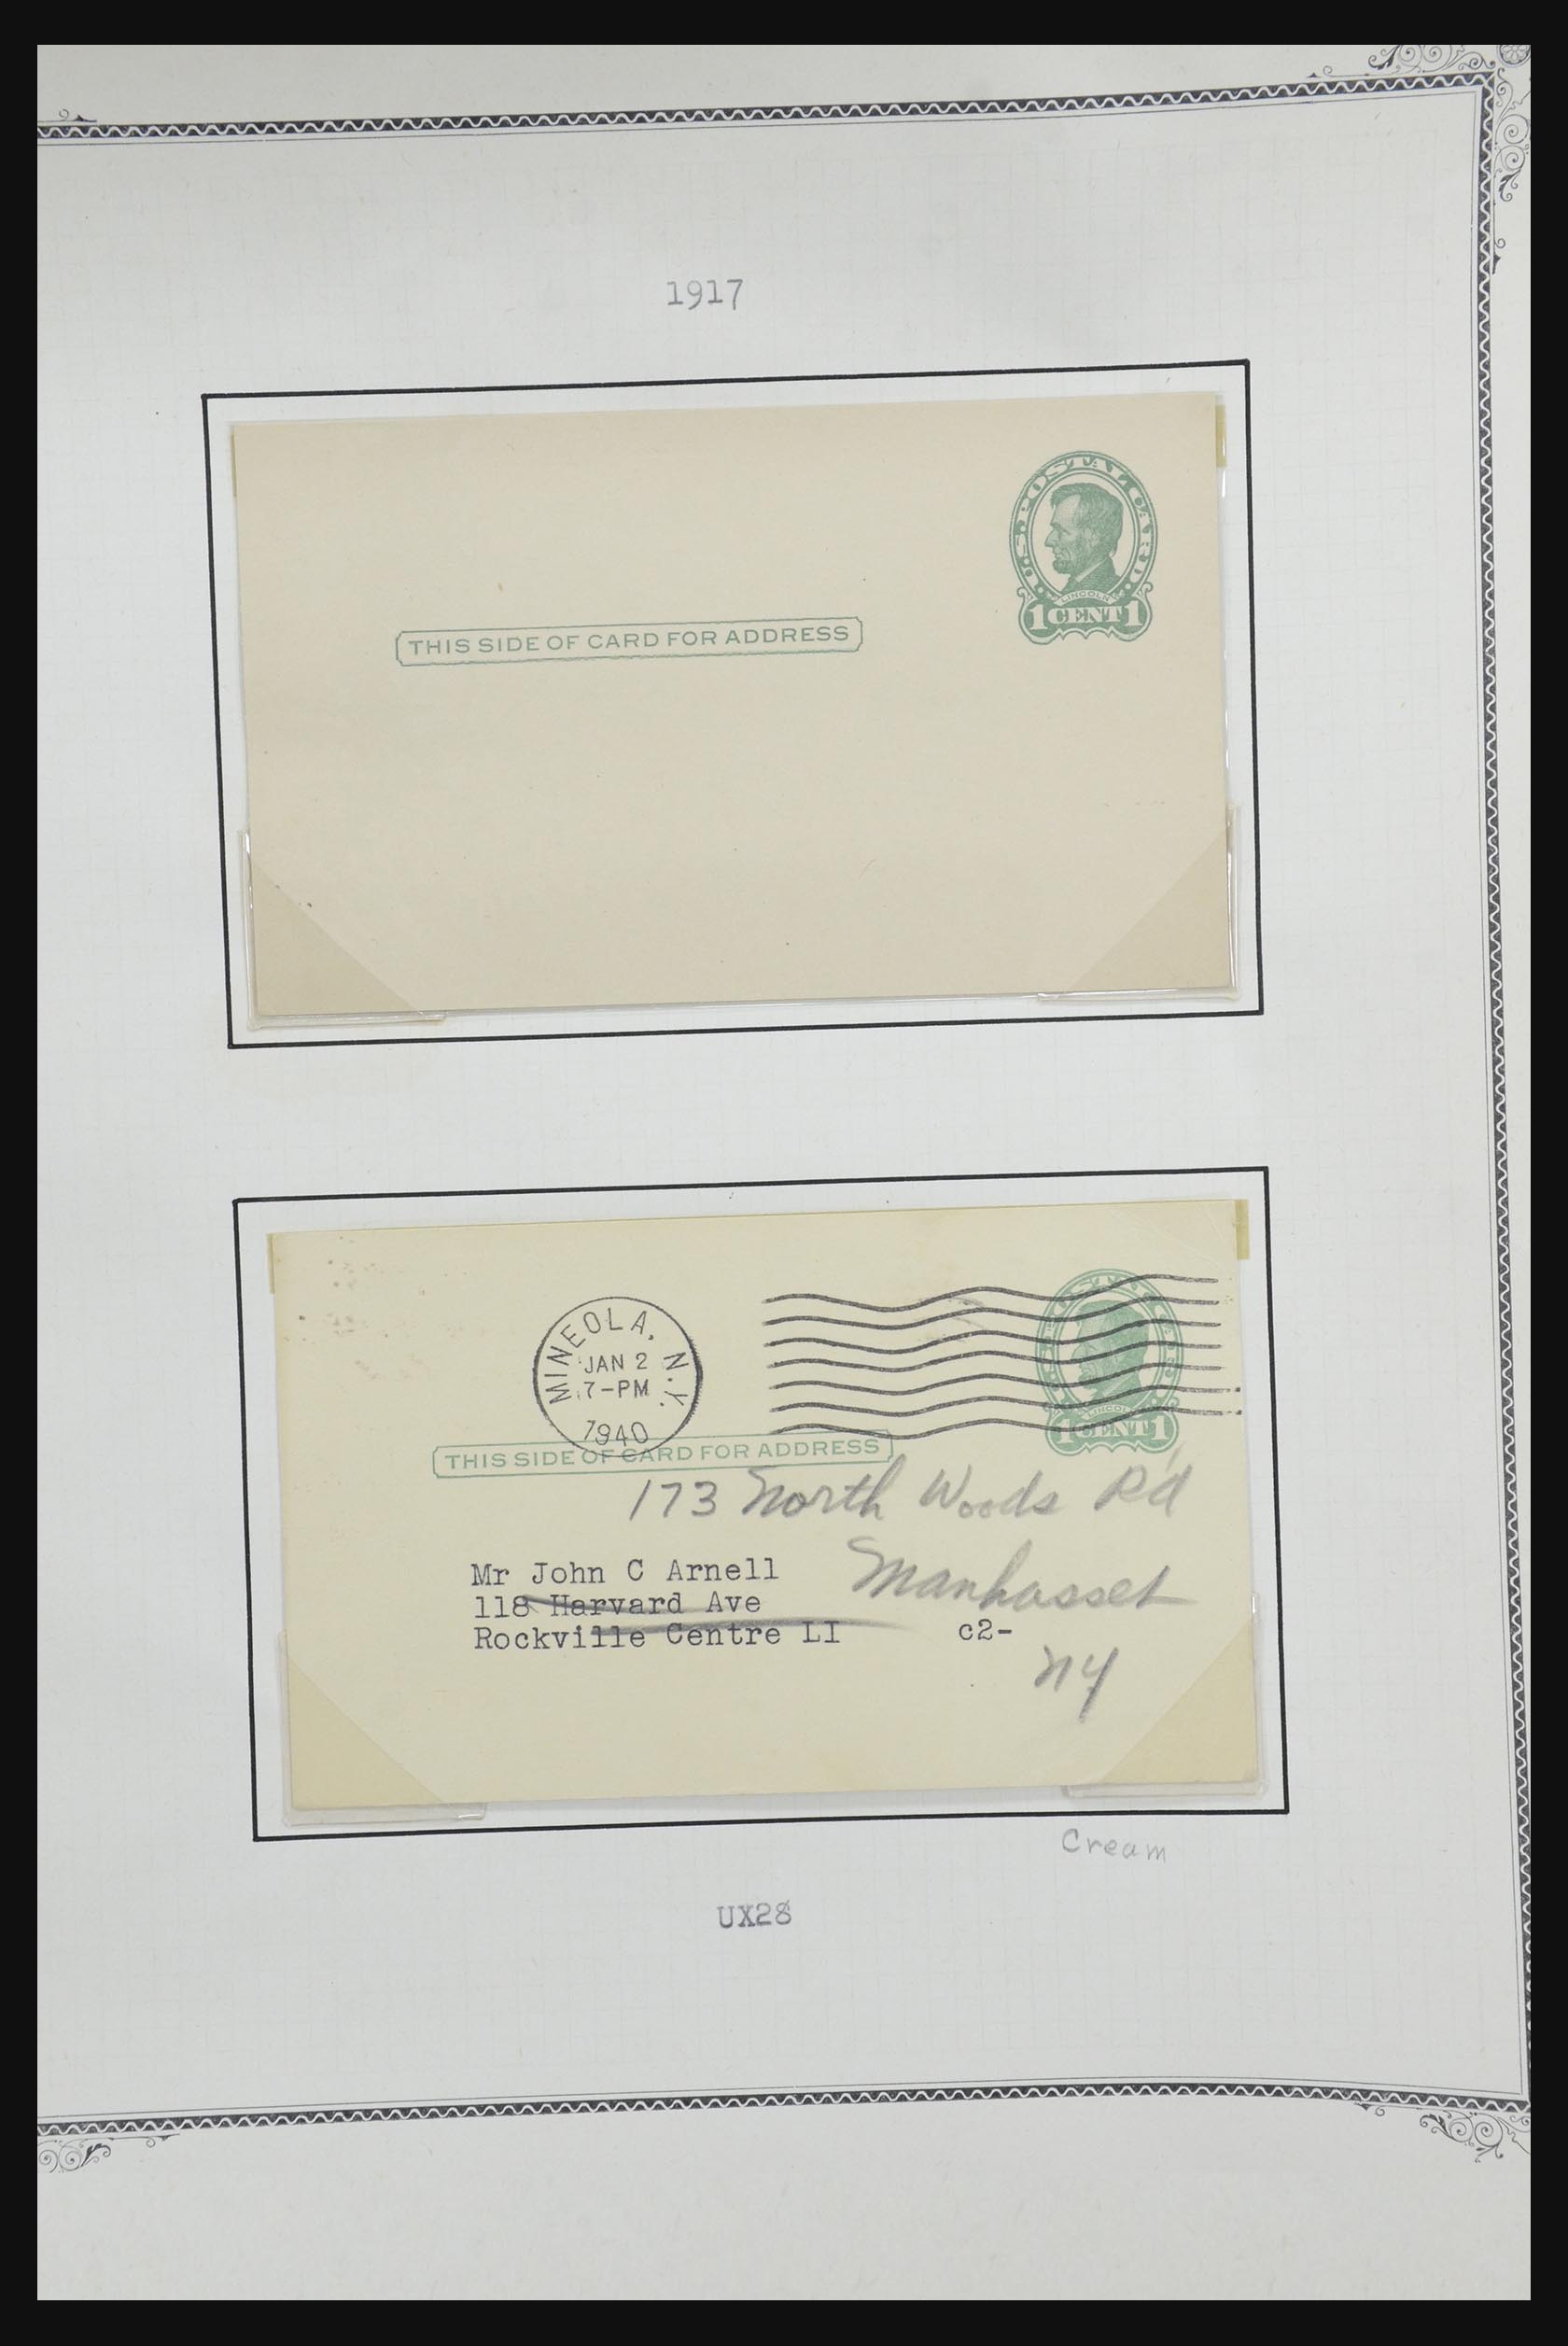 1917
U.S. POSTAL CARD
LINCOLN
1 CENT 1
THIS SIDE OF CARD FOR ADDRESS
MINEOLA, N.Y.
JAN 2
7-PM
1940
LINCOLN
1 CENT 1
THIS SIDE OF CARD FOR ADDRESS
173 North Woods Rd
Manhasset
NY
Mr John C Arnell
118 Harvard Ave
Rockville Centre LI c2-
Cream
UX28